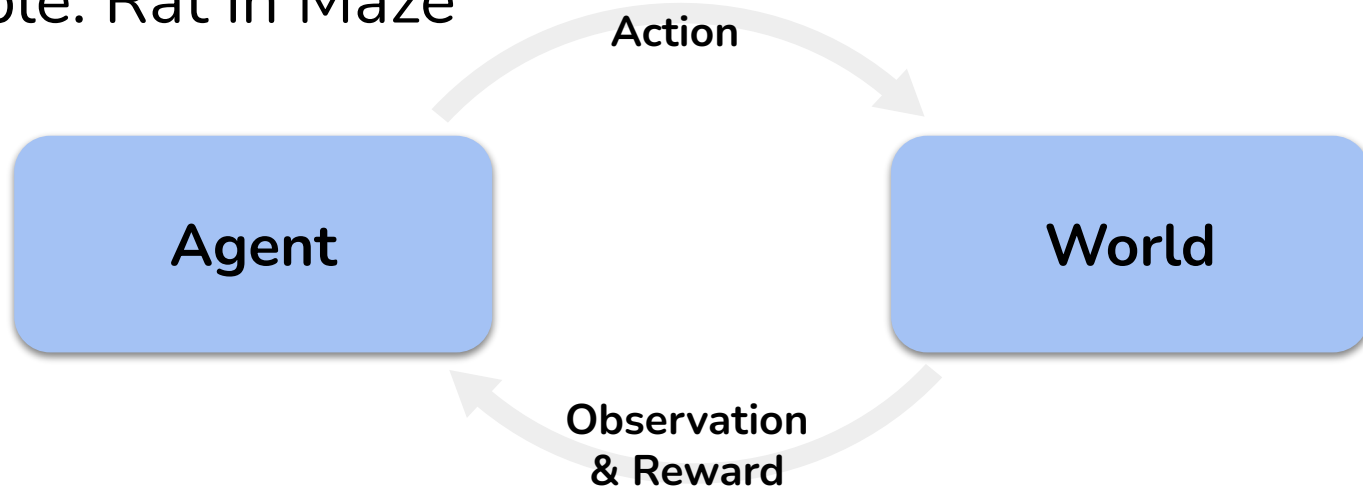 ple: Rat in Maze
Action
Agent
World
Observation
& Reward